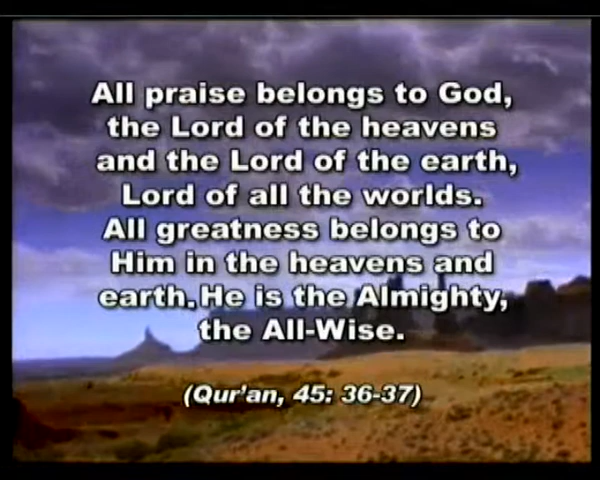 All praise belongs to God,
the Lord of the heavens
and the Lord of the earth,
Lord of all the worlds.
All greatness belongs to
Him in the heavens and
earth. He is the Almighty,
the All-Wise.
(Qur'an, 45: 36-37)